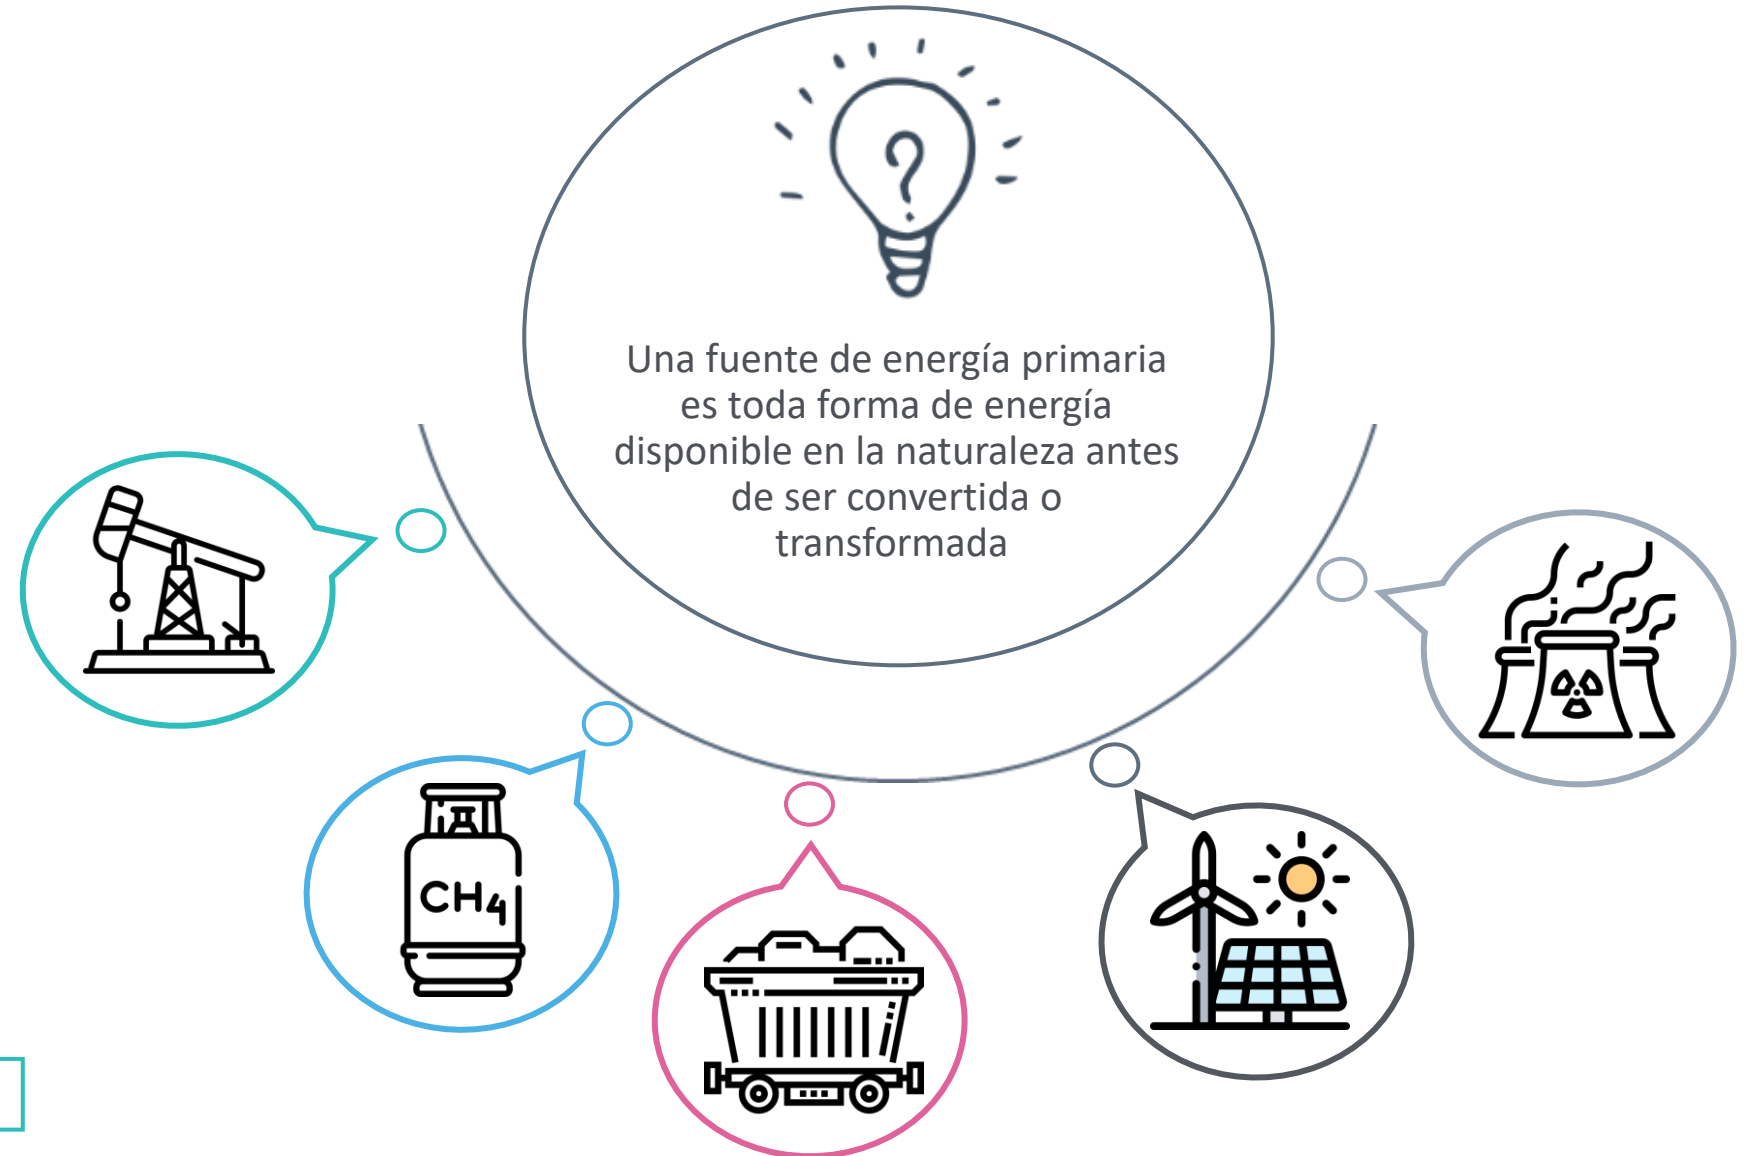 ?
Una fuente de energía primaria
es toda forma de energía
disponible en la naturaleza antes
de ser convertida o
transformada
CH4